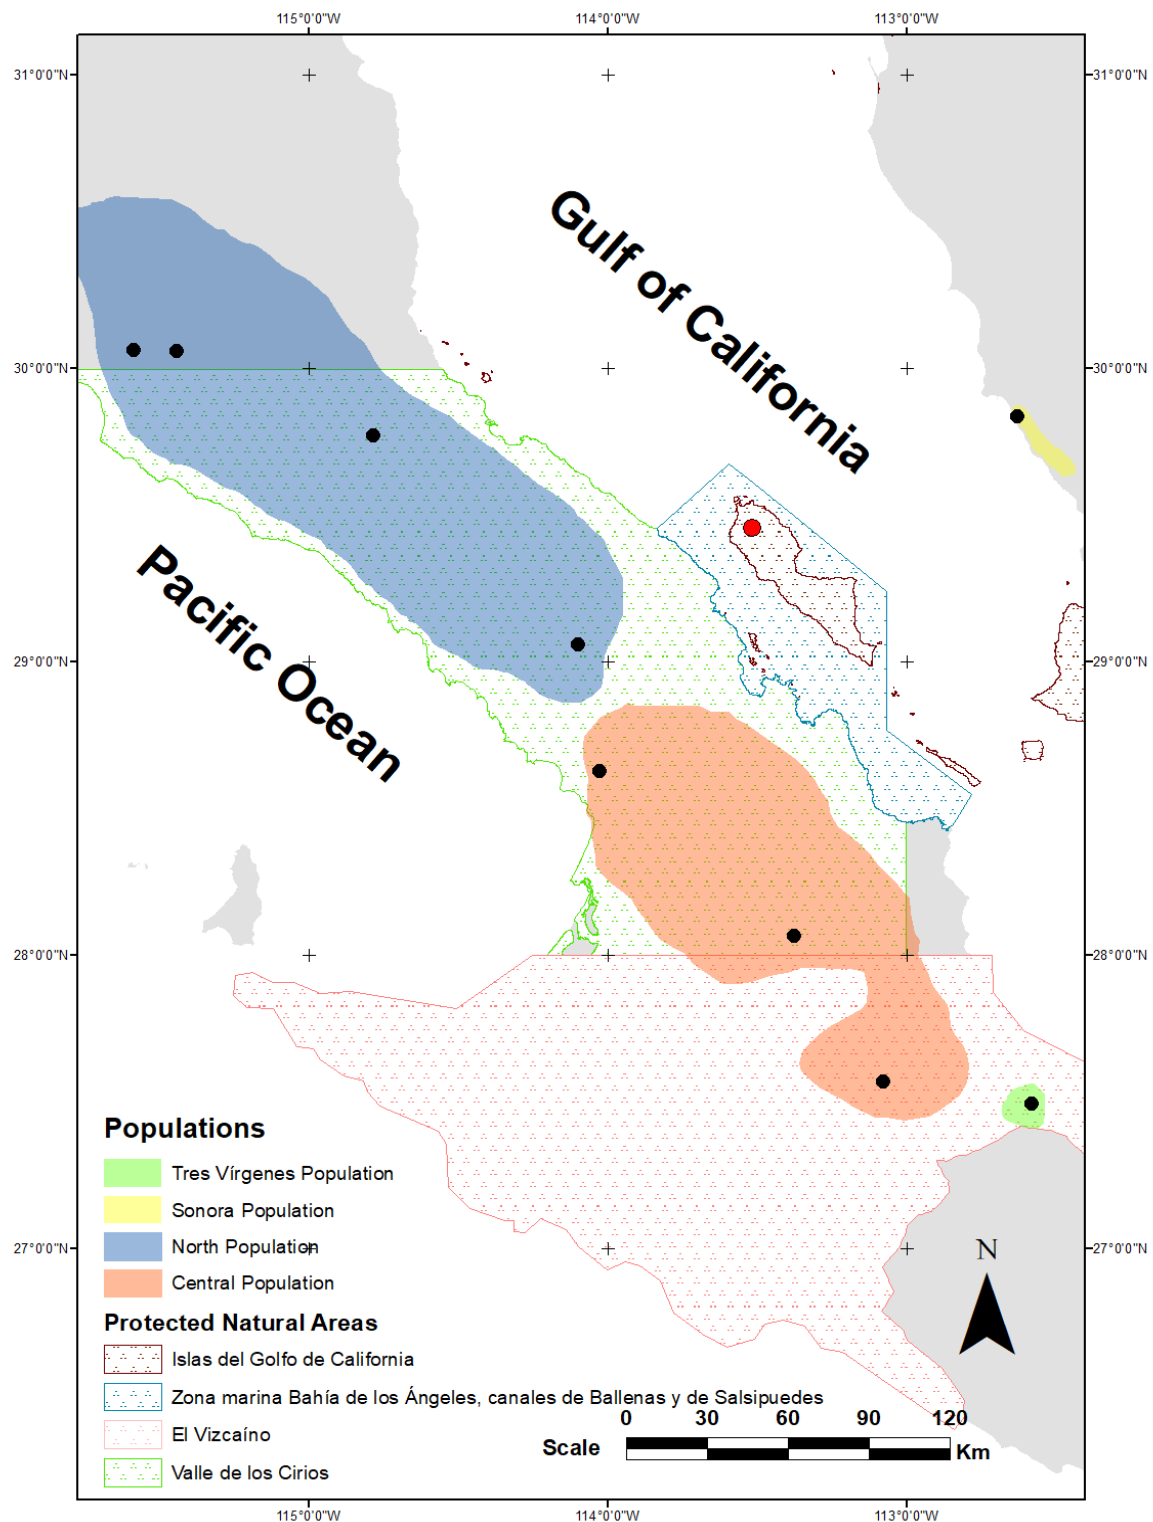 115°0'0"W 114°0'0"W 113°0'0"W
31°0'0"N 31°0'0"N
Gulf of California
30°0'0"N 30°0'0"N
Pacific Ocean
29°0'0"N 29°0'0"N
28°0'0"N 28°0'0"N
Populations
Tres Vírgenes Population
Sonora Population
North Population
27°0'0"N 27°0'0"N
N
Central Population
Protected Natural Areas
Islas del Golfo de California
Zona marina Bahía de los Ángeles, canales de Ballenas y de Salsipuedes
El Vizcaíno
Valle de los Cirios
0 30 60 90 120
Scale Km
115°0'0"W 114°0'0"W 113°0'0"W